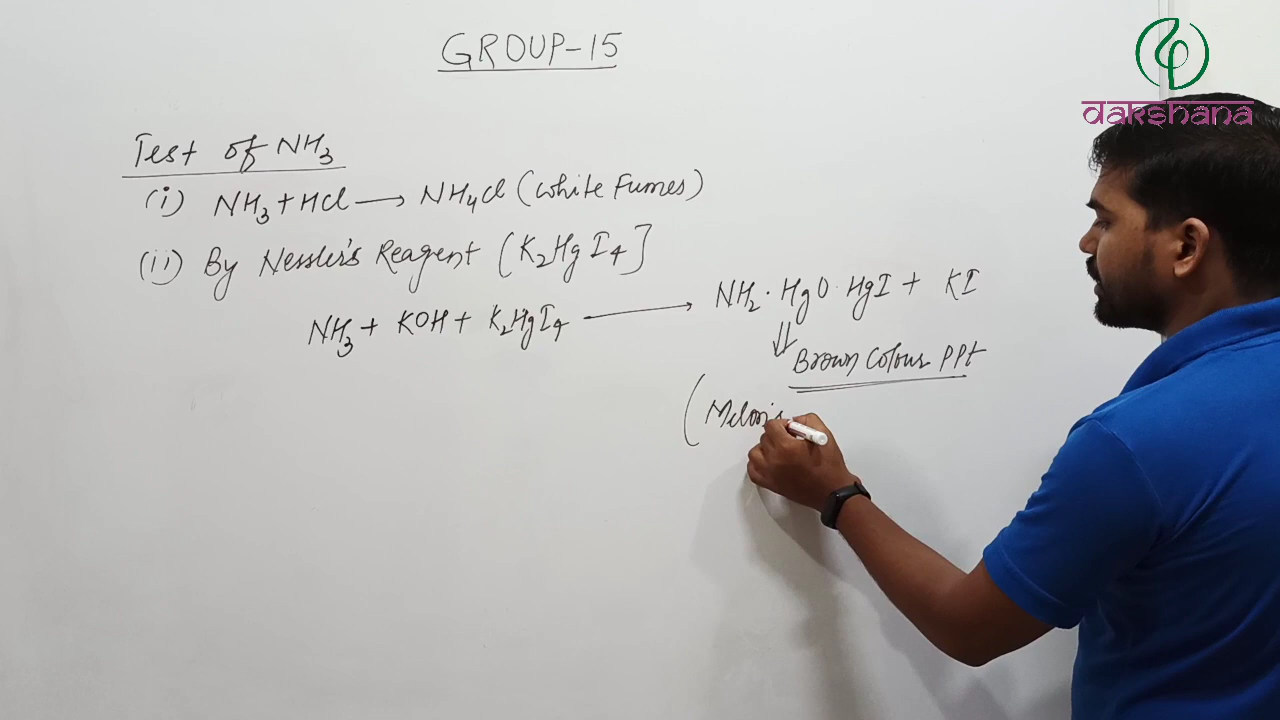 GROUP-15
dakshana
Test of NH3
(i) NH3 + HCl → NH4Cl (White Fumes)
(ii) By Nessler's Reagent (K2HgI4]
NH3 + KOH + K2HgI4 → NH2·HgO·HgI + KI
⇓ Brown Colour PPt
(